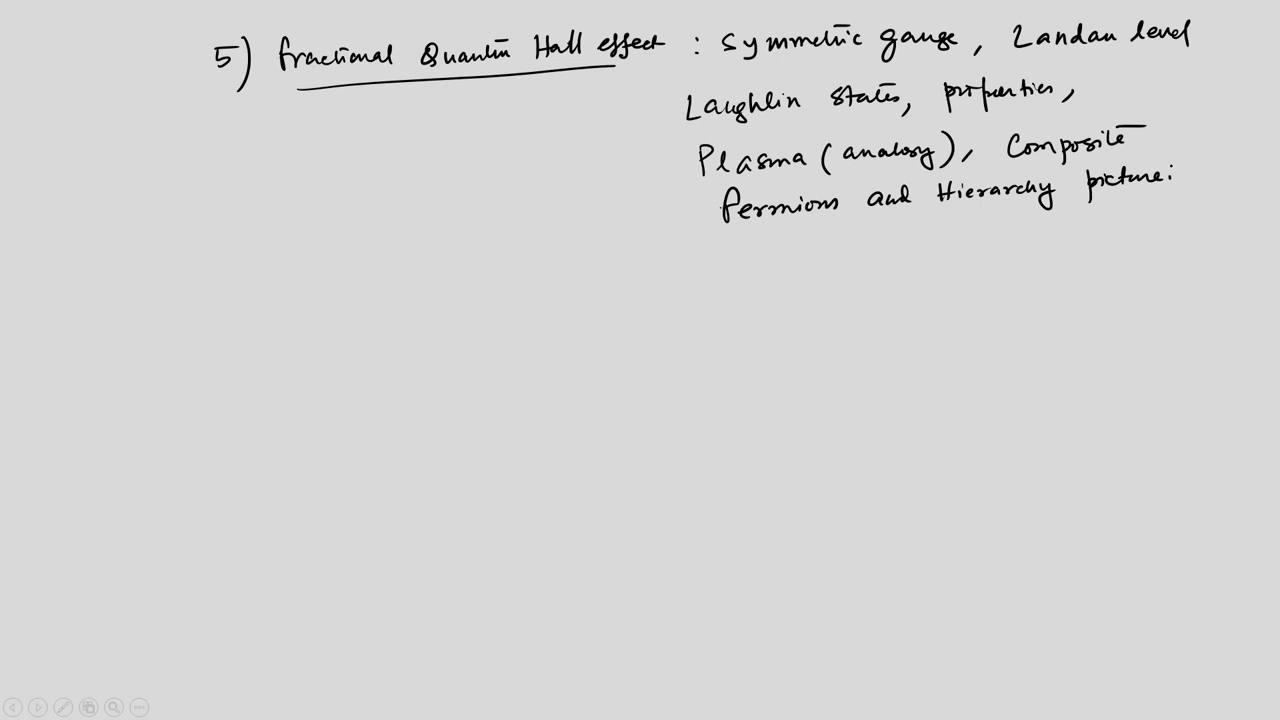 5) fractional Quantum Hall effect : symmetric gauge, Landau level
Laughlin states, properties,
Plasma (analogy), Composite
fermions and Hierarchy picture.